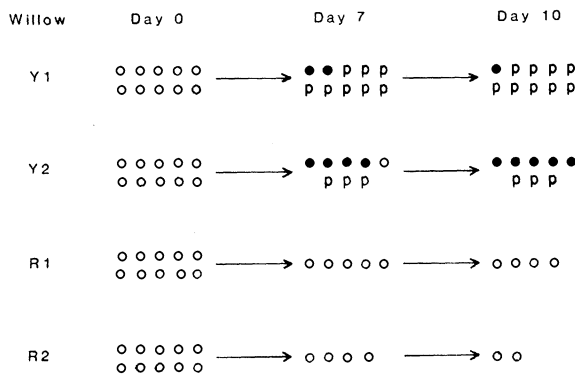 Willow Day 0 Day 7 Day 10
p p p p p p p
Y1
p p p p p p p p p p
Y2
p p p p p p
R1
R2